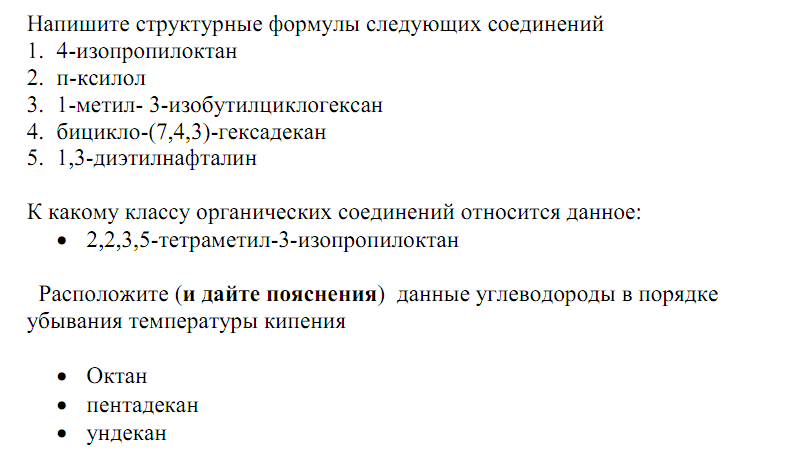 Напишите структурные формулы следующих соединений
1. 4-изопропилоктан
2. п-ксилол
3. 1-метил- 3-изобутилциклогексан
4. бицикло-(7,4,3)-гексадекан
5. 1,3-диэтилнафталин
К какому классу органических соединений относится данное:
• 2,2,3,5-тетраметил-3-изопропилоктан
Расположите (и дайте пояснения) данные углеводороды в порядке
убывания температуры кипения
• Октан
• пентадекан
• ундекан